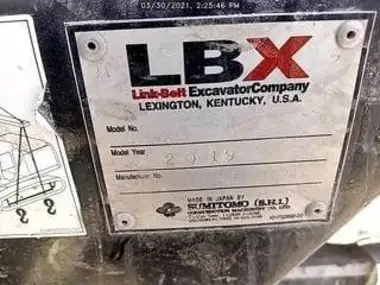 03/30/2021, 2:25:46 PM
LBX
Link-Belt Excavator Company
LEXINGTON, KENTUCKY, U.S.A.
Model No.
Model Year 2019
Manufacturer No.
MADE IN JAPAN BY
SUMITOMO (S.H.I.)
CONSTRUCTION MACHINERY CO., LTD.